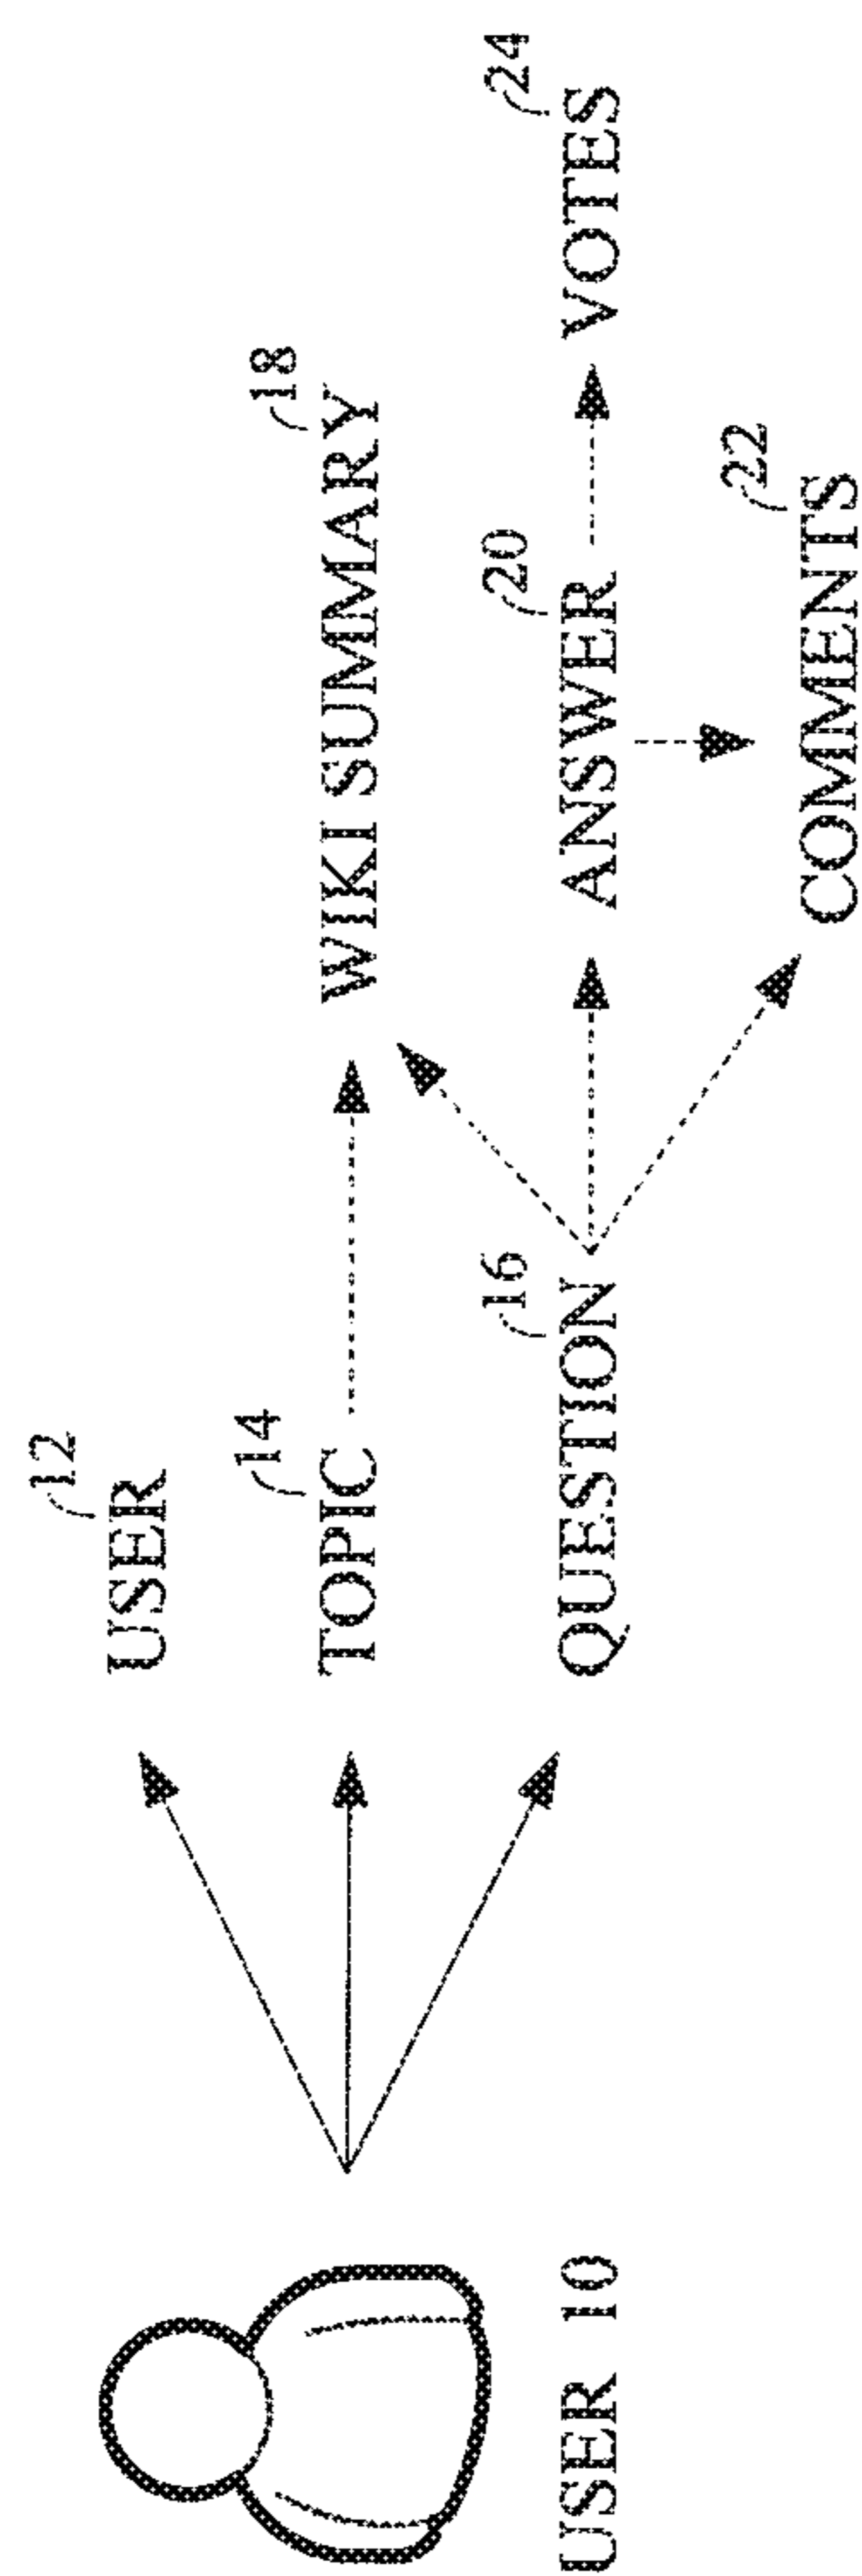 USER 10
12
USER
14
TOPIC
16
QUESTION
18
WIKI SUMMARY
20
ANSWER
22
COMMENTS
24
VOTES